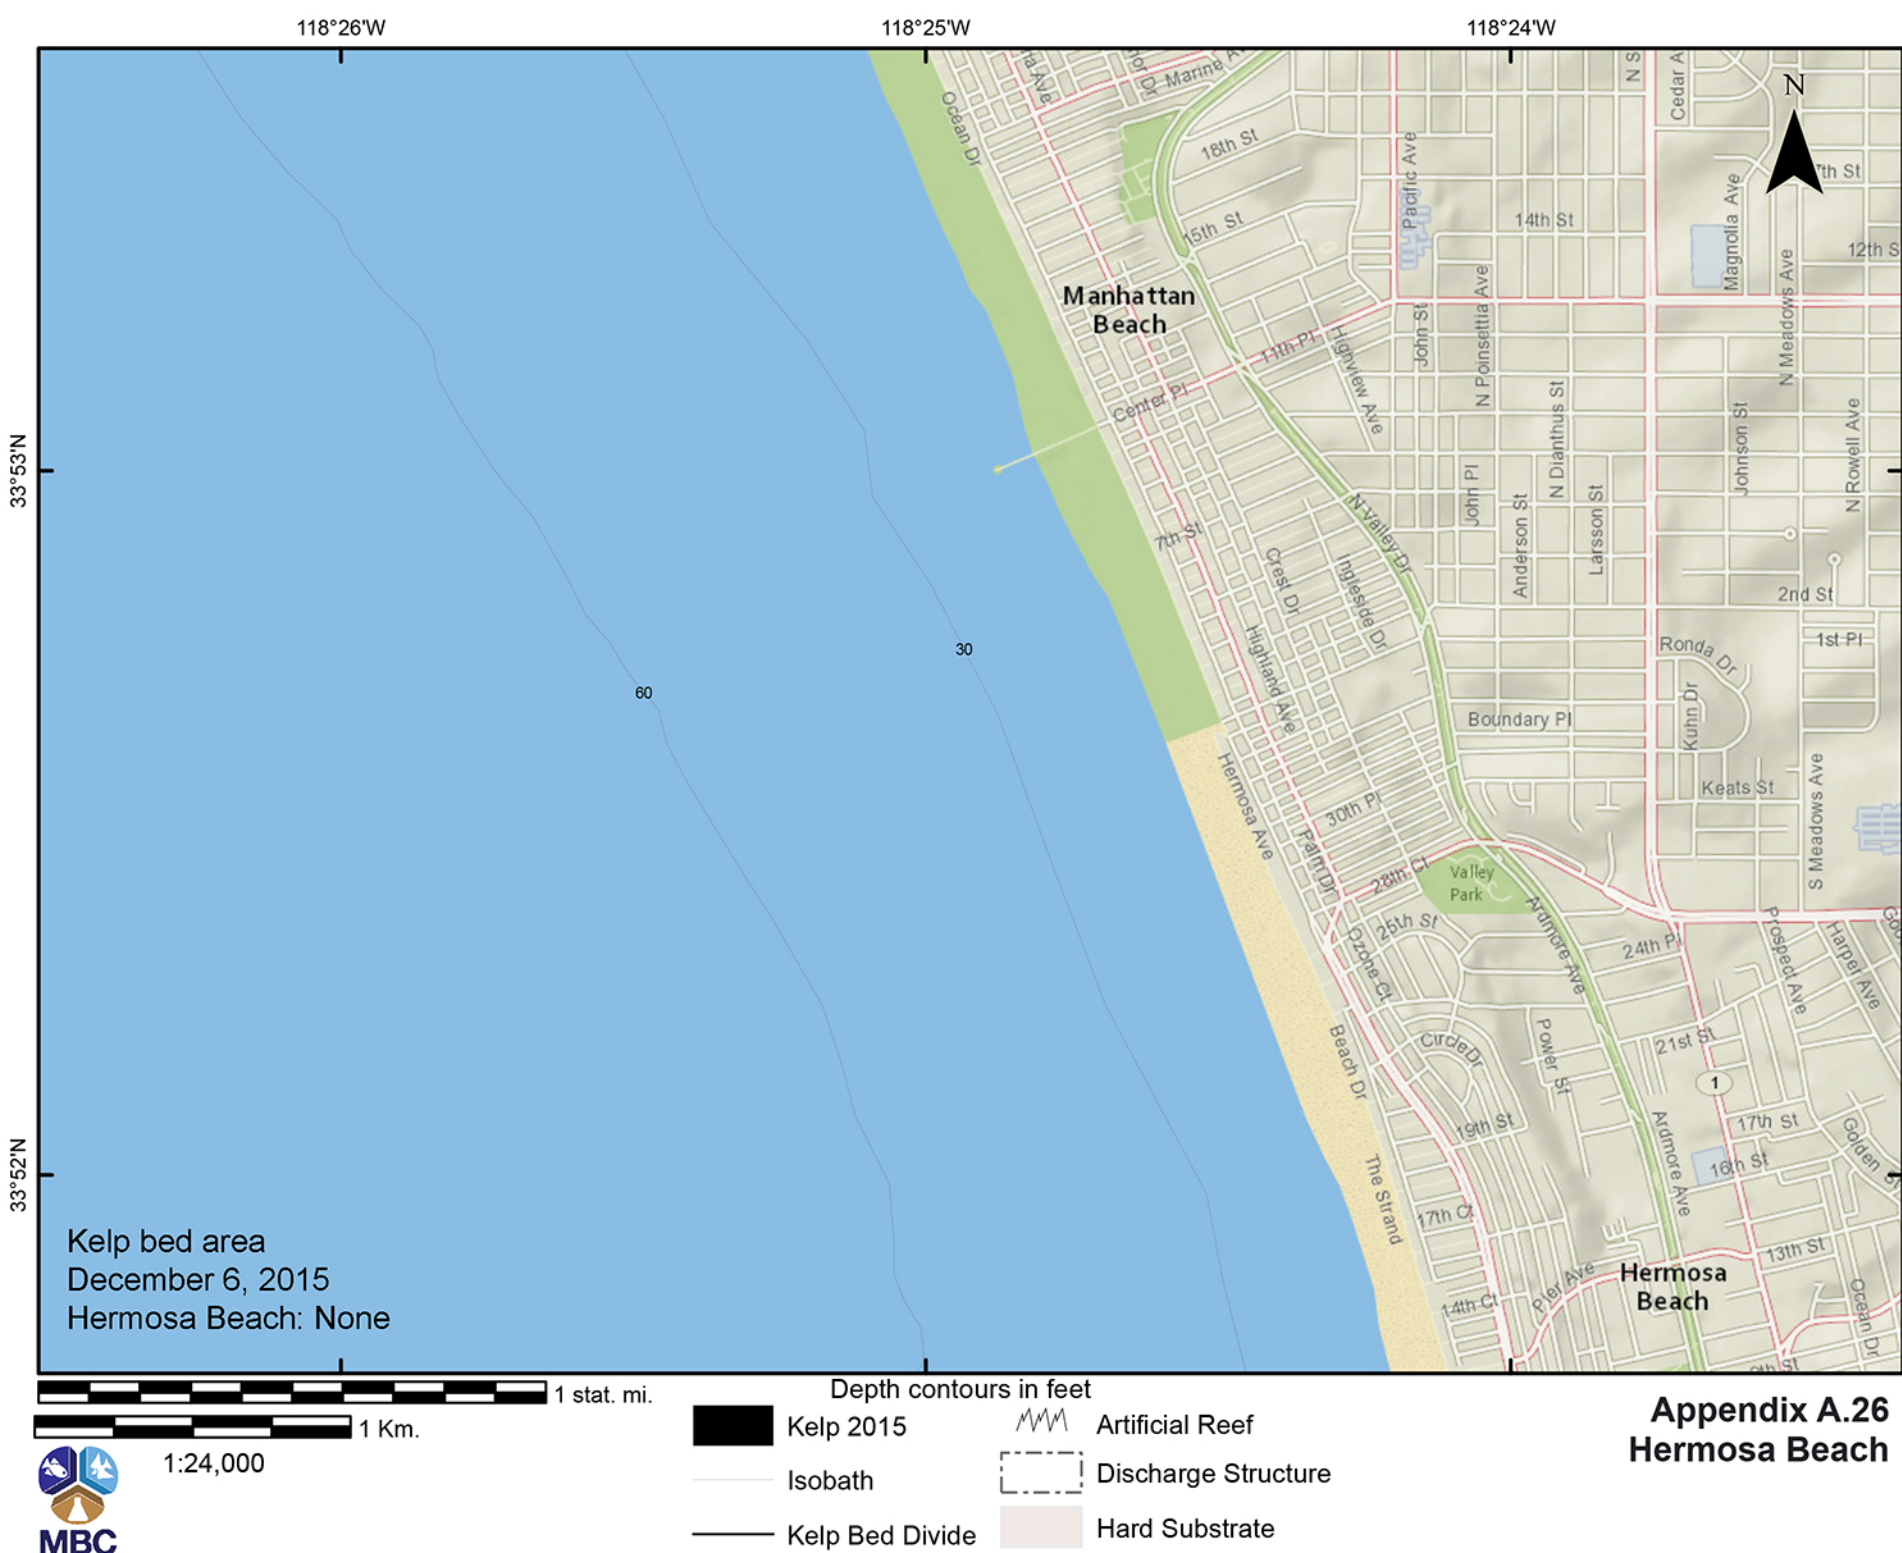 118°26'W
118°25'W
118°24'W
33°53'N
33°52'N
N
Ocean Dr
Marine
18th St
15th St
Pacific Ave
14th St
Magnolia Ave
12th S
N Meadows Ave
Manhattan
Beach
11th Pl
Highview Ave
John St
N Poinsettia Ave
Center Pl
N Dianthus St
Johnson St
N Rowell Ave
7th St
N Valley Dr
John Pl
Anderson St
Larsson St
Crest Dr
Ingleside Dr
2nd St
1st Pl
Ronda Dr
Kuhn Dr
Highland Ave
Boundary Pl
30
60
Hermosa Ave
30th Pl
Palm Dr
Keats St
S Meadows Ave
28th Ct
Valley
Park
Ardmore Ave
25th St
Ozone Ct
24th Pl
Prospect Ave
Harper Ave
Beach Dr
Circle Dr
Power St
21st St
1
19th St
17th St
Golden
16th St
Ardmore Ave
The Strand
17th Ct
13th St
Pier Ave
Hermosa
Beach
14th Ct
Ocean Dr
Kelp bed area
December 6, 2015
Hermosa Beach: None
1 stat. mi.
1 Km.
1:24,000
MBC
Depth contours in feet
Kelp 2015
Isobath
Kelp Bed Divide
Artificial Reef
Discharge Structure
Hard Substrate
Appendix A.26
Hermosa Beach